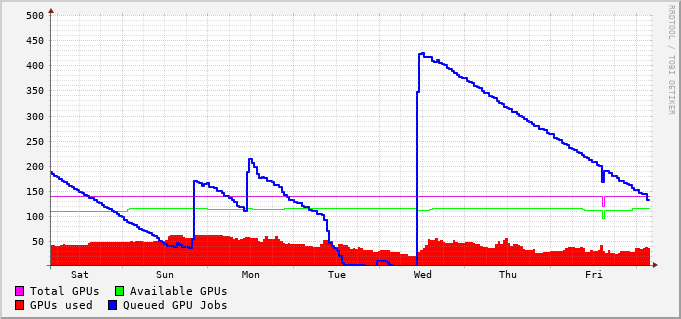 500
450
400
350
300
250
200
150
100
50
Sat Sun Mon Tue Wed Thu Fri
Total GPUs Available GPUs
GPUs used Queued GPU Jobs
RRDTOOL / TOBI OETIKER